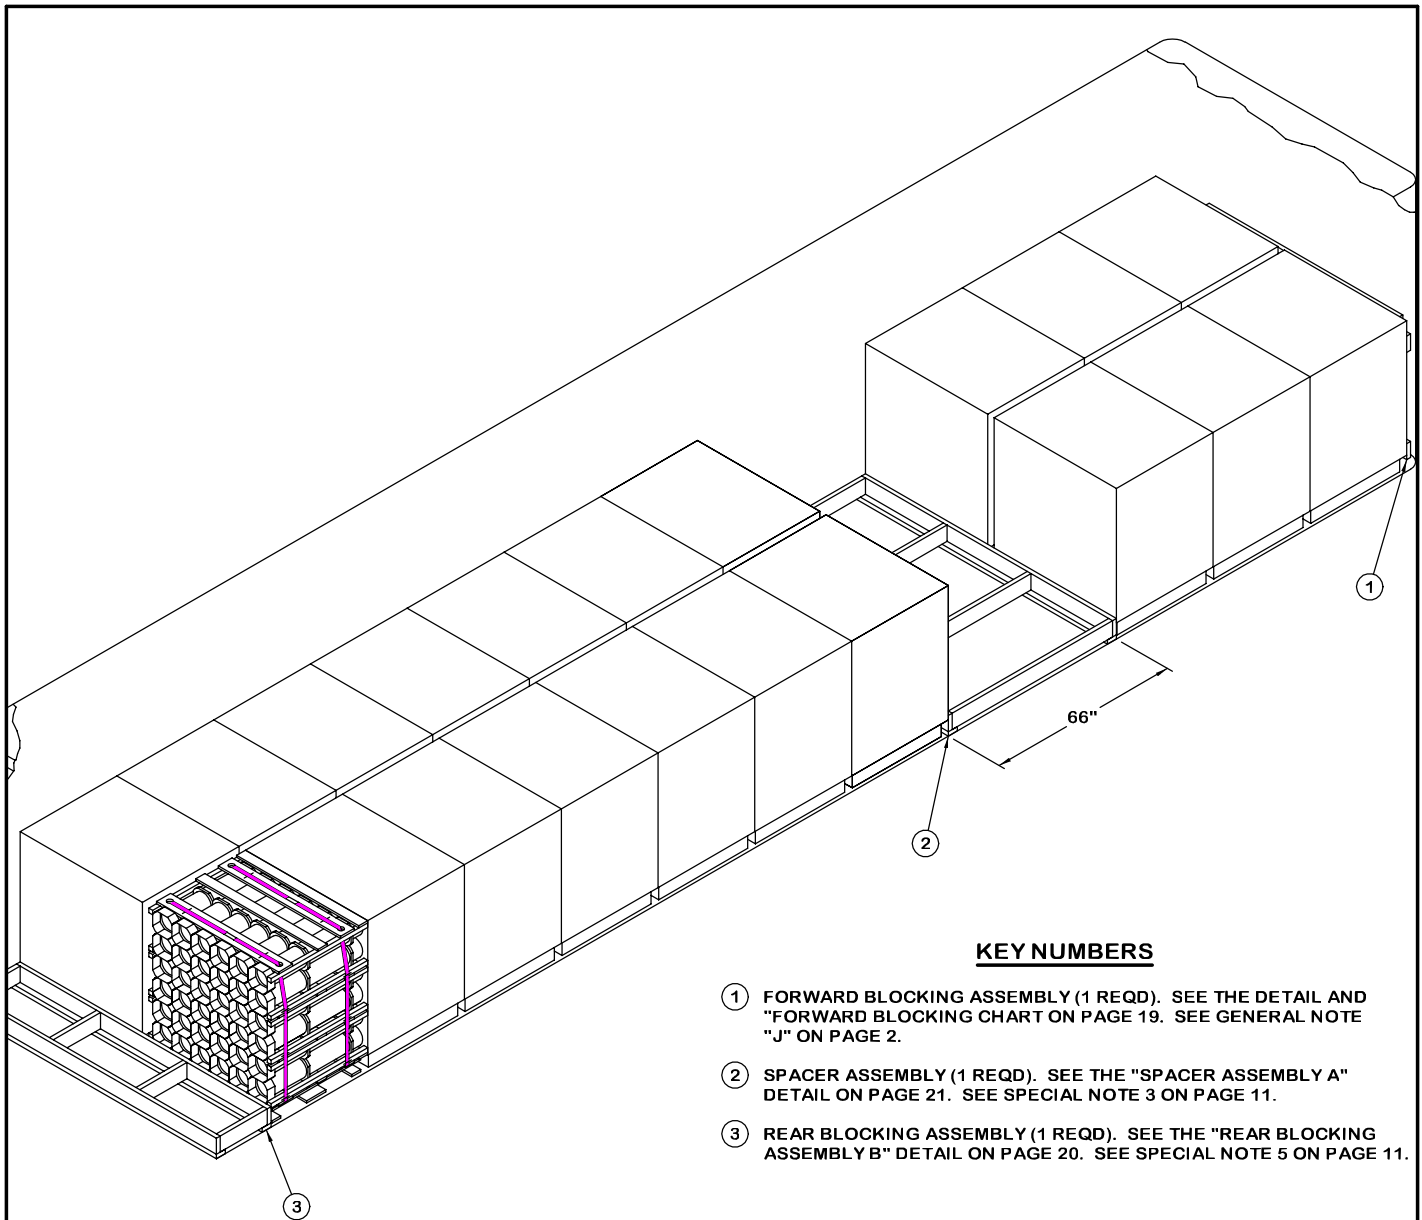 1
66"
2
KEY NUMBERS
1 FORWARD BLOCKING ASSEMBLY (1 REQD). SEE THE DETAIL AND
"FORWARD BLOCKING CHART ON PAGE 19. SEE GENERAL NOTE
"J" ON PAGE 2.
2 SPACER ASSEMBLY (1 REQD). SEE THE "SPACER ASSEMBLY A"
DETAIL ON PAGE 21. SEE SPECIAL NOTE 3 ON PAGE 11.
3 REAR BLOCKING ASSEMBLY (1 REQD). SEE THE "REAR BLOCKING
ASSEMBLY B" DETAIL ON PAGE 20. SEE SPECIAL NOTE 5 ON PAGE 11.
3